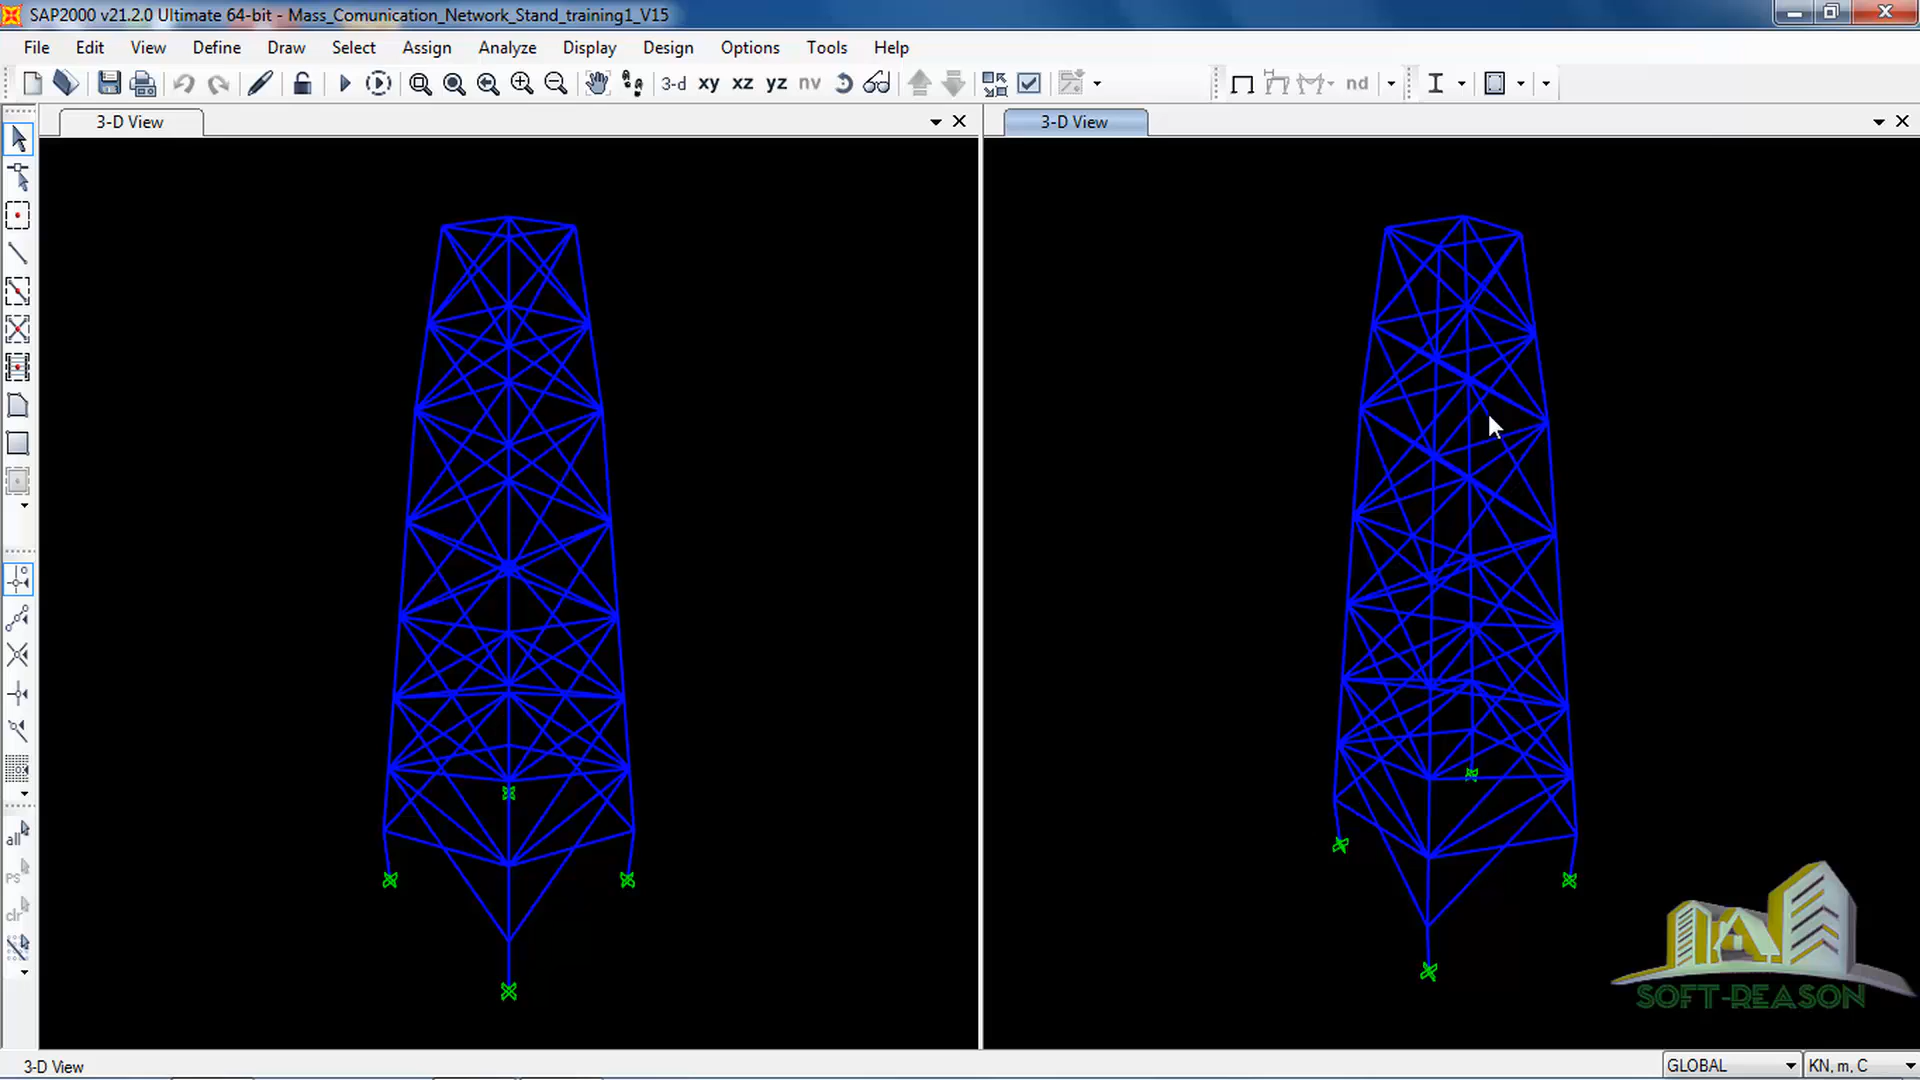 SAP2000 v21.2.0 Ultimate 64-bit - Mass_Comunication_Network_Stand_training1_V15
File Edit View Define Draw Select Assign Analyze Display Design Options Tools Help
3-d xy xz yz nv nd
3-D View
3-D View
all
ps
clr
SOFT-REASON
3-D View
GLOBAL
KN, m, C